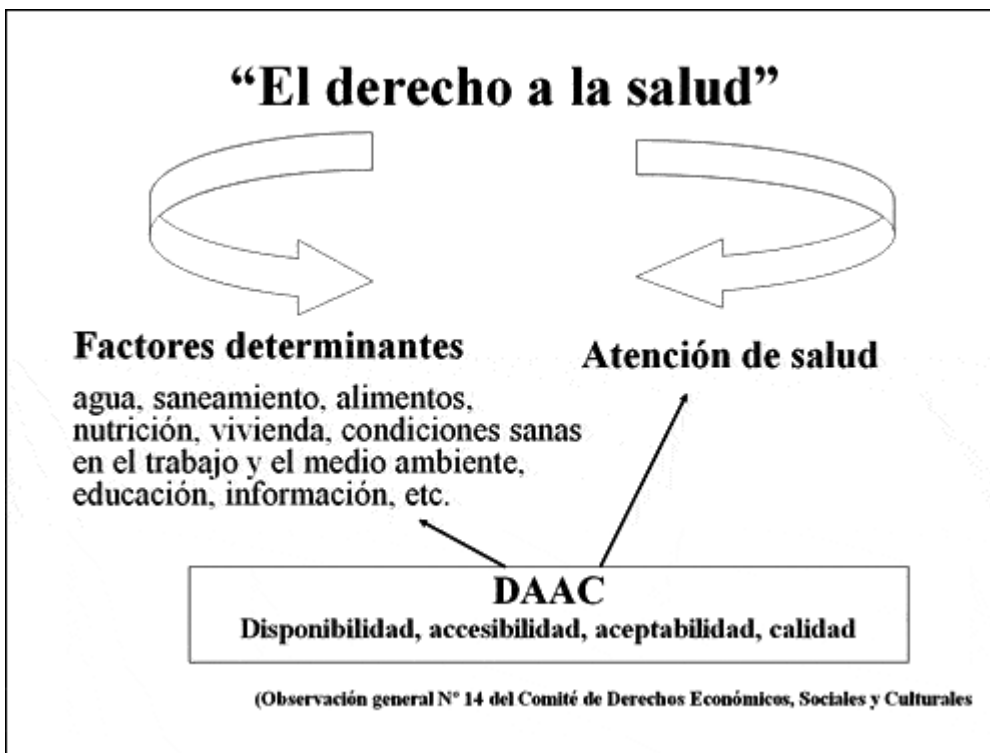 “El derecho a la salud”
Factores determinantes
agua, saneamiento, alimentos,
nutrición, vivienda, condiciones sanas
en el trabajo y el medio ambiente,
educación, información, etc.
Atención de salud
DAAC
Disponibilidad, accesibilidad, aceptabilidad, calidad
(Observación general Nº 14 del Comité de Derechos Económicos, Sociales y Culturales